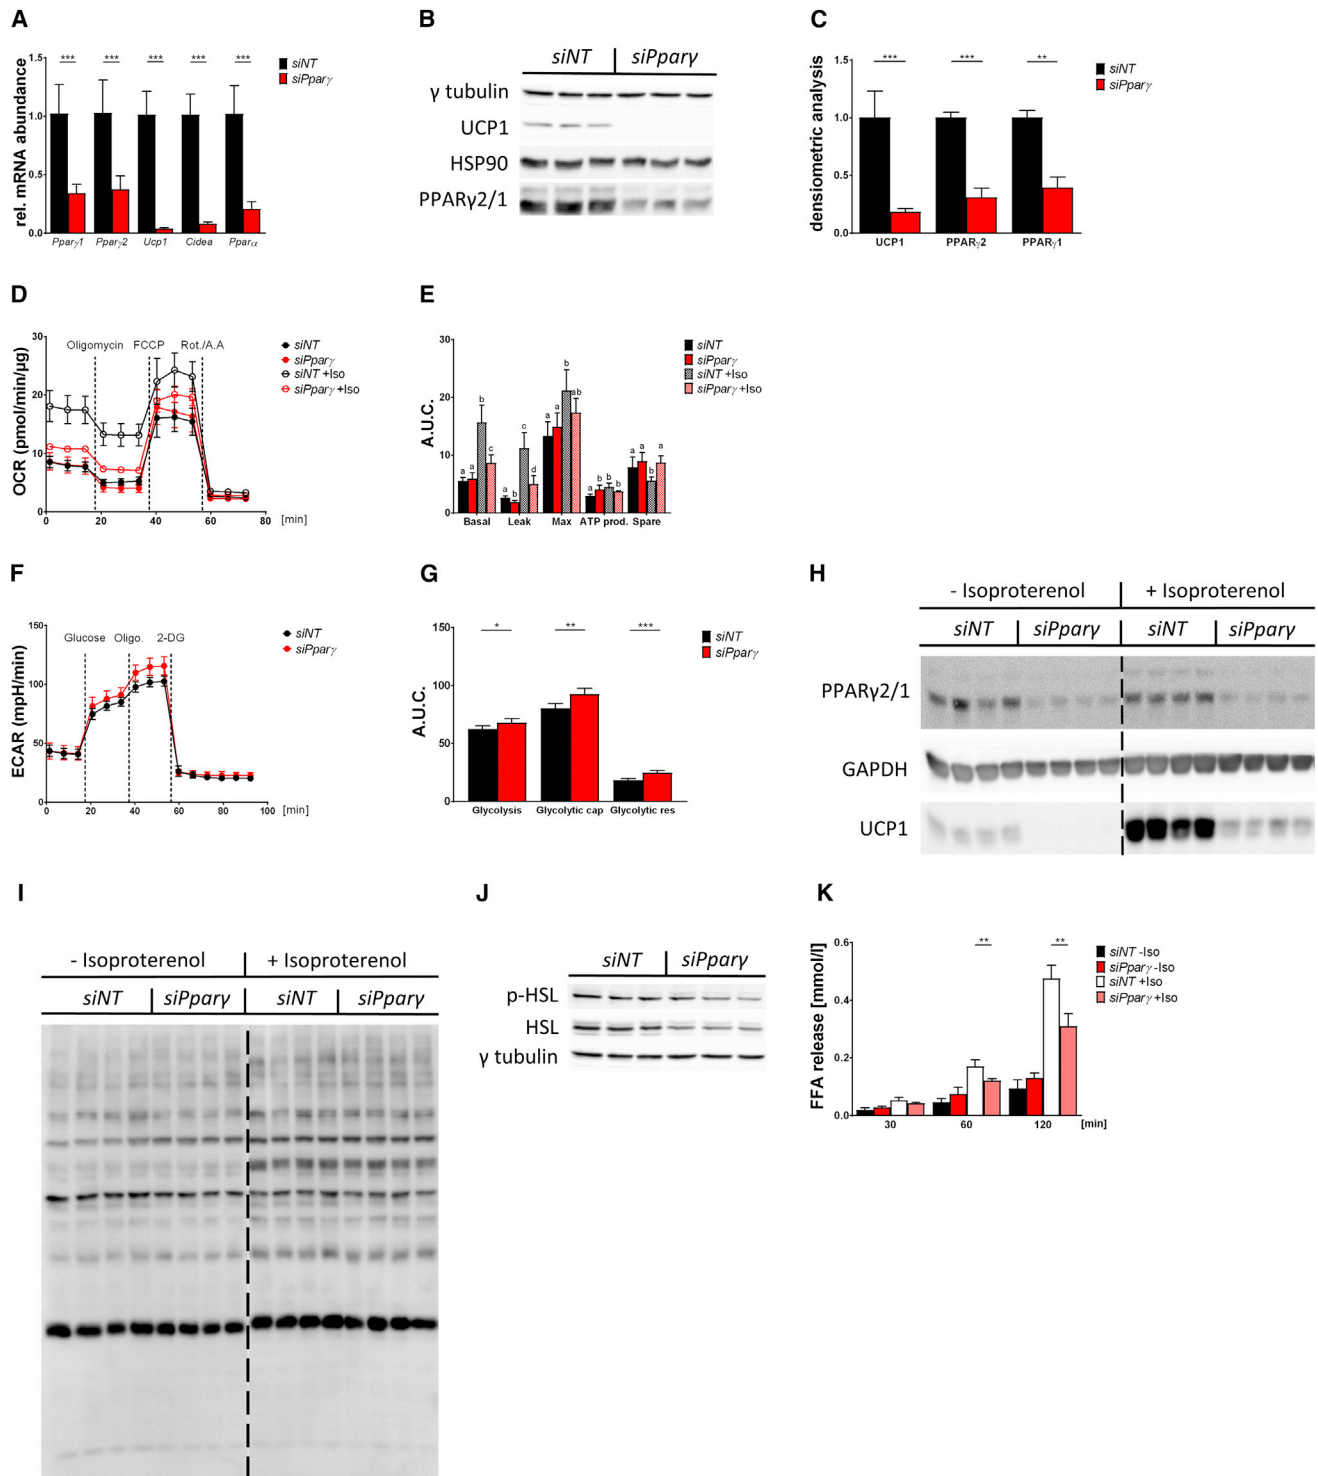 A
rel. mRNA abundance
1.5
1.0
0.5
0.0
*** *** *** *** ***
Pparγ1 Pparγ2 Ucp1 Cidea Pparα
siNT
siPparγ
B
siNT siPparγ
γ tubulin
UCP1
HSP90
PPARγ2/1
C
densiometric analysis
1.5
1.0
0.5
0.0
*** *** **
UCP1 PPARγ2 PPARγ1
siNT
siPparγ
D
OCR (pmol/min/µg)
30
20
10
0
Oligomycin FCCP Rot./A.A
0 20 40 60 80 [min]
siNT
siPparγ
siNT +Iso
siPparγ +Iso
E
A.U.C.
30
20
10
0
a a b c
a b c d
a a b ab
a b b b
a a b a
Basal Leak Max ATP prod. Spare
siNT
siPparγ
siNT +Iso
siPparγ +Iso
F
ECAR (mpH/min)
150
100
50
0
Glucose Oligo. 2-DG
0 20 40 60 80 100 [min]
siNT
siPparγ
G
A.U.C.
150
100
50
0
* ** ***
Glycolysis Glycolytic cap Glycolytic res
siNT
siPparγ
H
- Isoproterenol + Isoproterenol
siNT siPparγ siNT siPparγ
PPARγ2/1
GAPDH
UCP1
I
- Isoproterenol + Isoproterenol
siNT siPparγ siNT siPparγ
J
siNT siPparγ
p-HSL
HSL
γ tubulin
K
FFA release [mmol/l]
0.6
0.4
0.2
0.0
** **
30 60 120 [min]
siNT -Iso
siPparγ -Iso
siNT +Iso
siPparγ +Iso